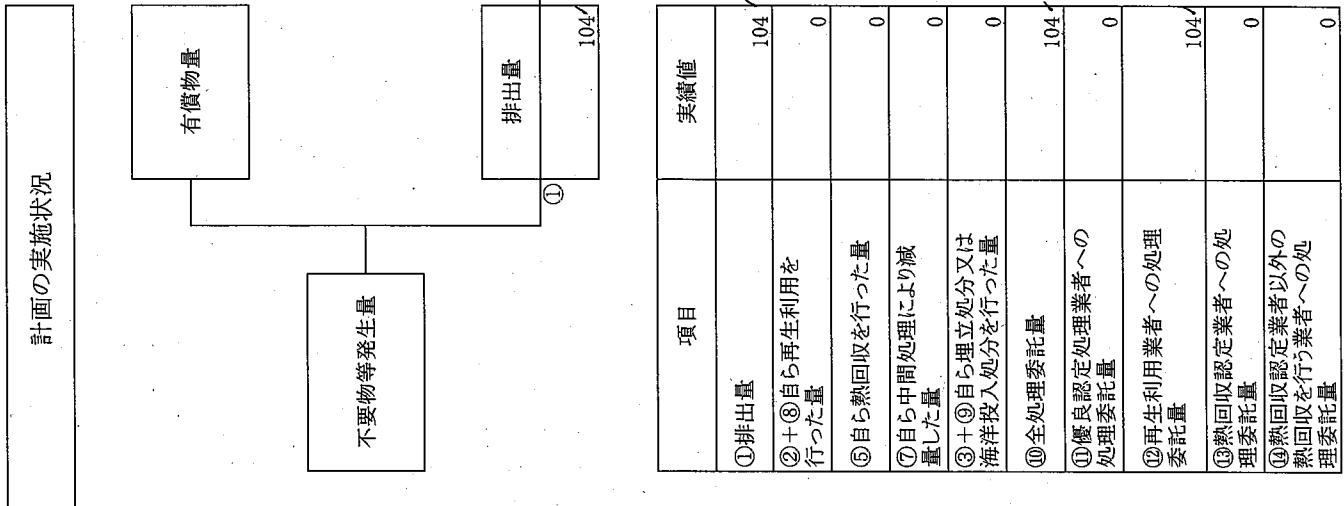 計画の実施状況
不要物等発生量
有償物量
①
排出量
104
項目
実績値
①排出量
104
②+⑧自ら再生利用を
行った量
0
⑤自ら熱回収を行った量
0
⑦自ら中間処理により減
量した量
0
③+⑨自ら埋立処分又は
海洋投入処分を行った量
0
⑩全処理委託量
104
⑪優良認定処理業者への
処理委託量
0
⑫再生利用業者への処理
委託量
104
⑬熱回収認定業者への処
理委託量
0
⑭熱回収認定業者以外の
熱回収を行う業者への処
理委託量
0